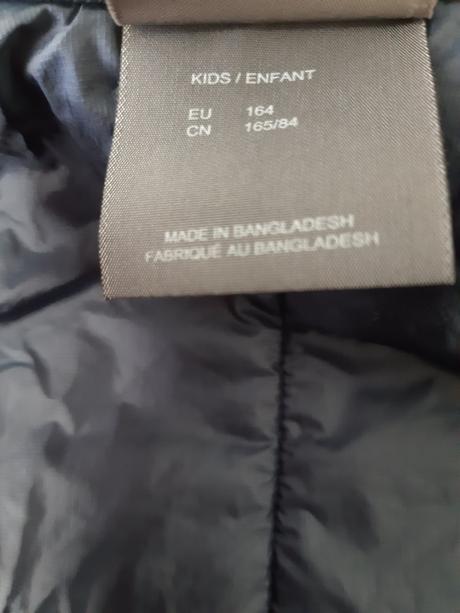 KIDS / ENFANT
EU 164
CN 165/84
MADE IN BANGLADESH
FABRIQUÉ AU BANGLADESH